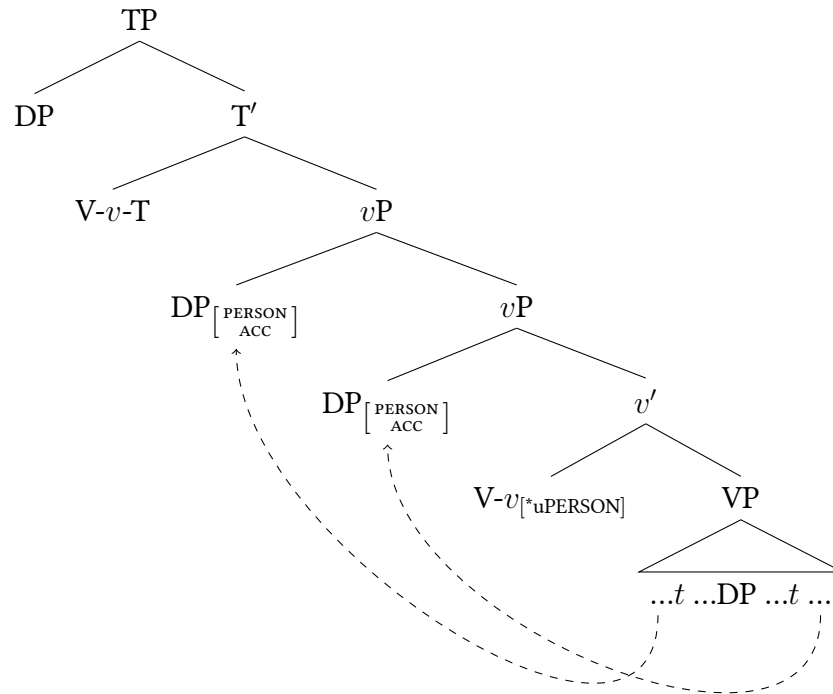 TP
DP T′
V-v-T vP
DP[PERSON ACC] vP
DP[PERSON ACC] v′
V-v[*uPERSON] VP
...t ...DP ...t ...